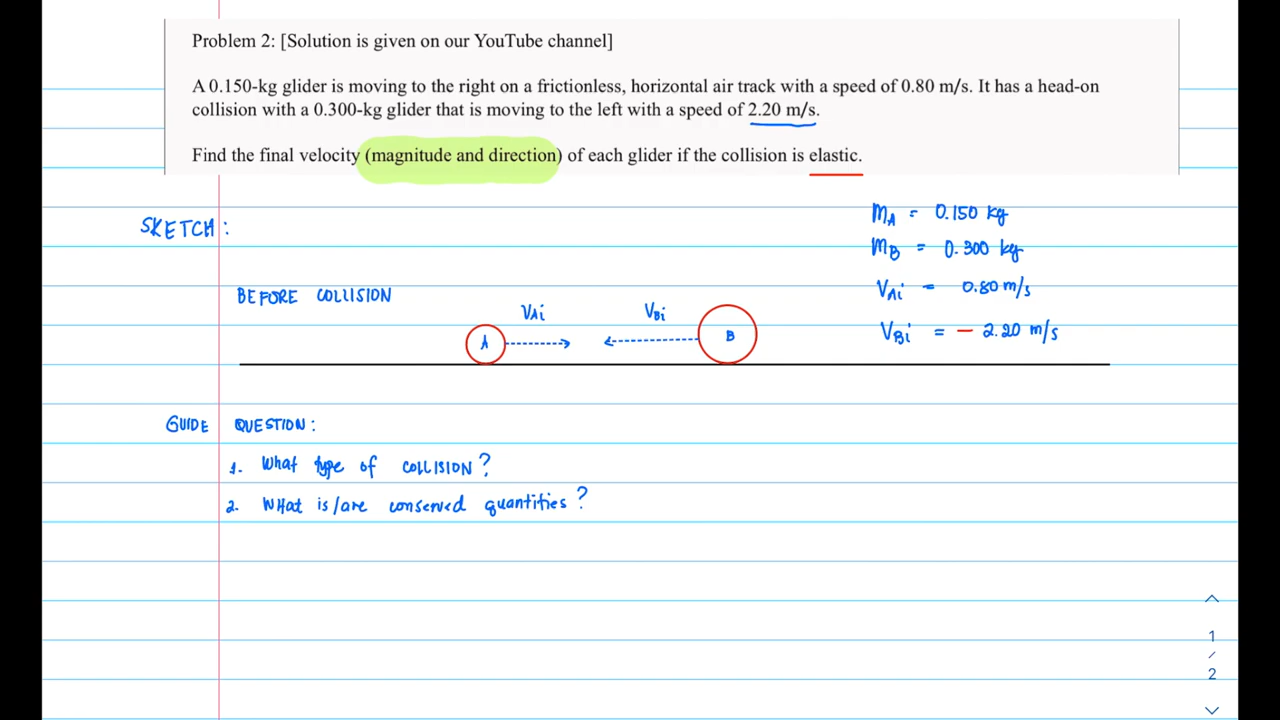 Problem 2: [Solution is given on our YouTube channel]
A 0.150-kg glider is moving to the right on a frictionless, horizontal air track with a speed of 0.80 m/s. It has a head-on
collision with a 0.300-kg glider that is moving to the left with a speed of 2.20 m/s.
Find the final velocity (magnitude and direction) of each glider if the collision is elastic.
SKETCH:
mA = 0.150 kg
mB = 0.300 kg
VAi = 0.80 m/s
VBi = - 2.20 m/s
BEFORE COLLISION
VAi
VBi
A
B
GUIDE QUESTION:
1. What type of COLLISION?
2. WHat is/are conserved quantities?
1
/
2